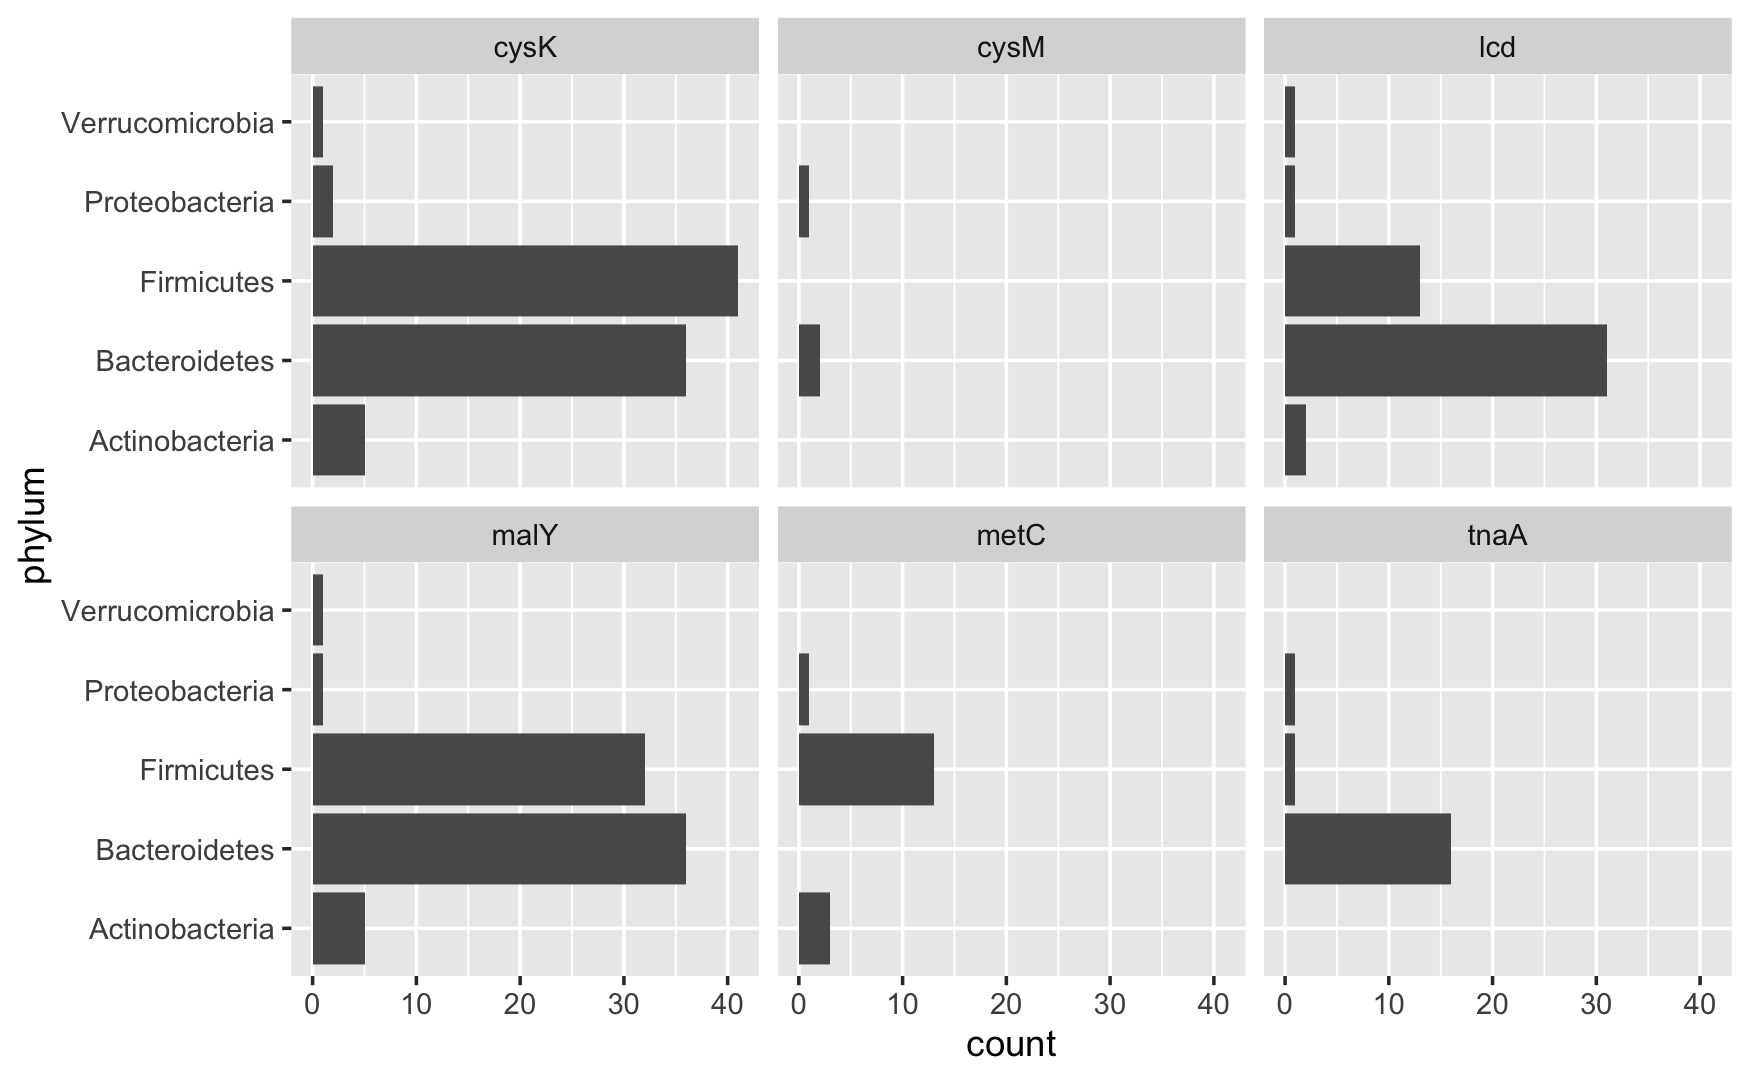 cysK cysM lcd
Verrucomicrobia
Proteobacteria
Firmicutes
Bacteroidetes
Actinobacteria
phylum
malY metC tnaA
Verrucomicrobia
Proteobacteria
Firmicutes
Bacteroidetes
Actinobacteria
0 10 20 30 40 0 10 20 30 40 0 10 20 30 40
count